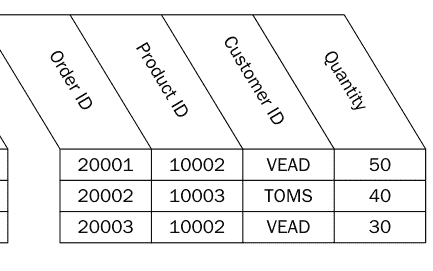 Order ID Product ID Customer ID Quantity
20001 10002 VEAD 50
20002 10003 TOMS 40
20003 10002 VEAD 30